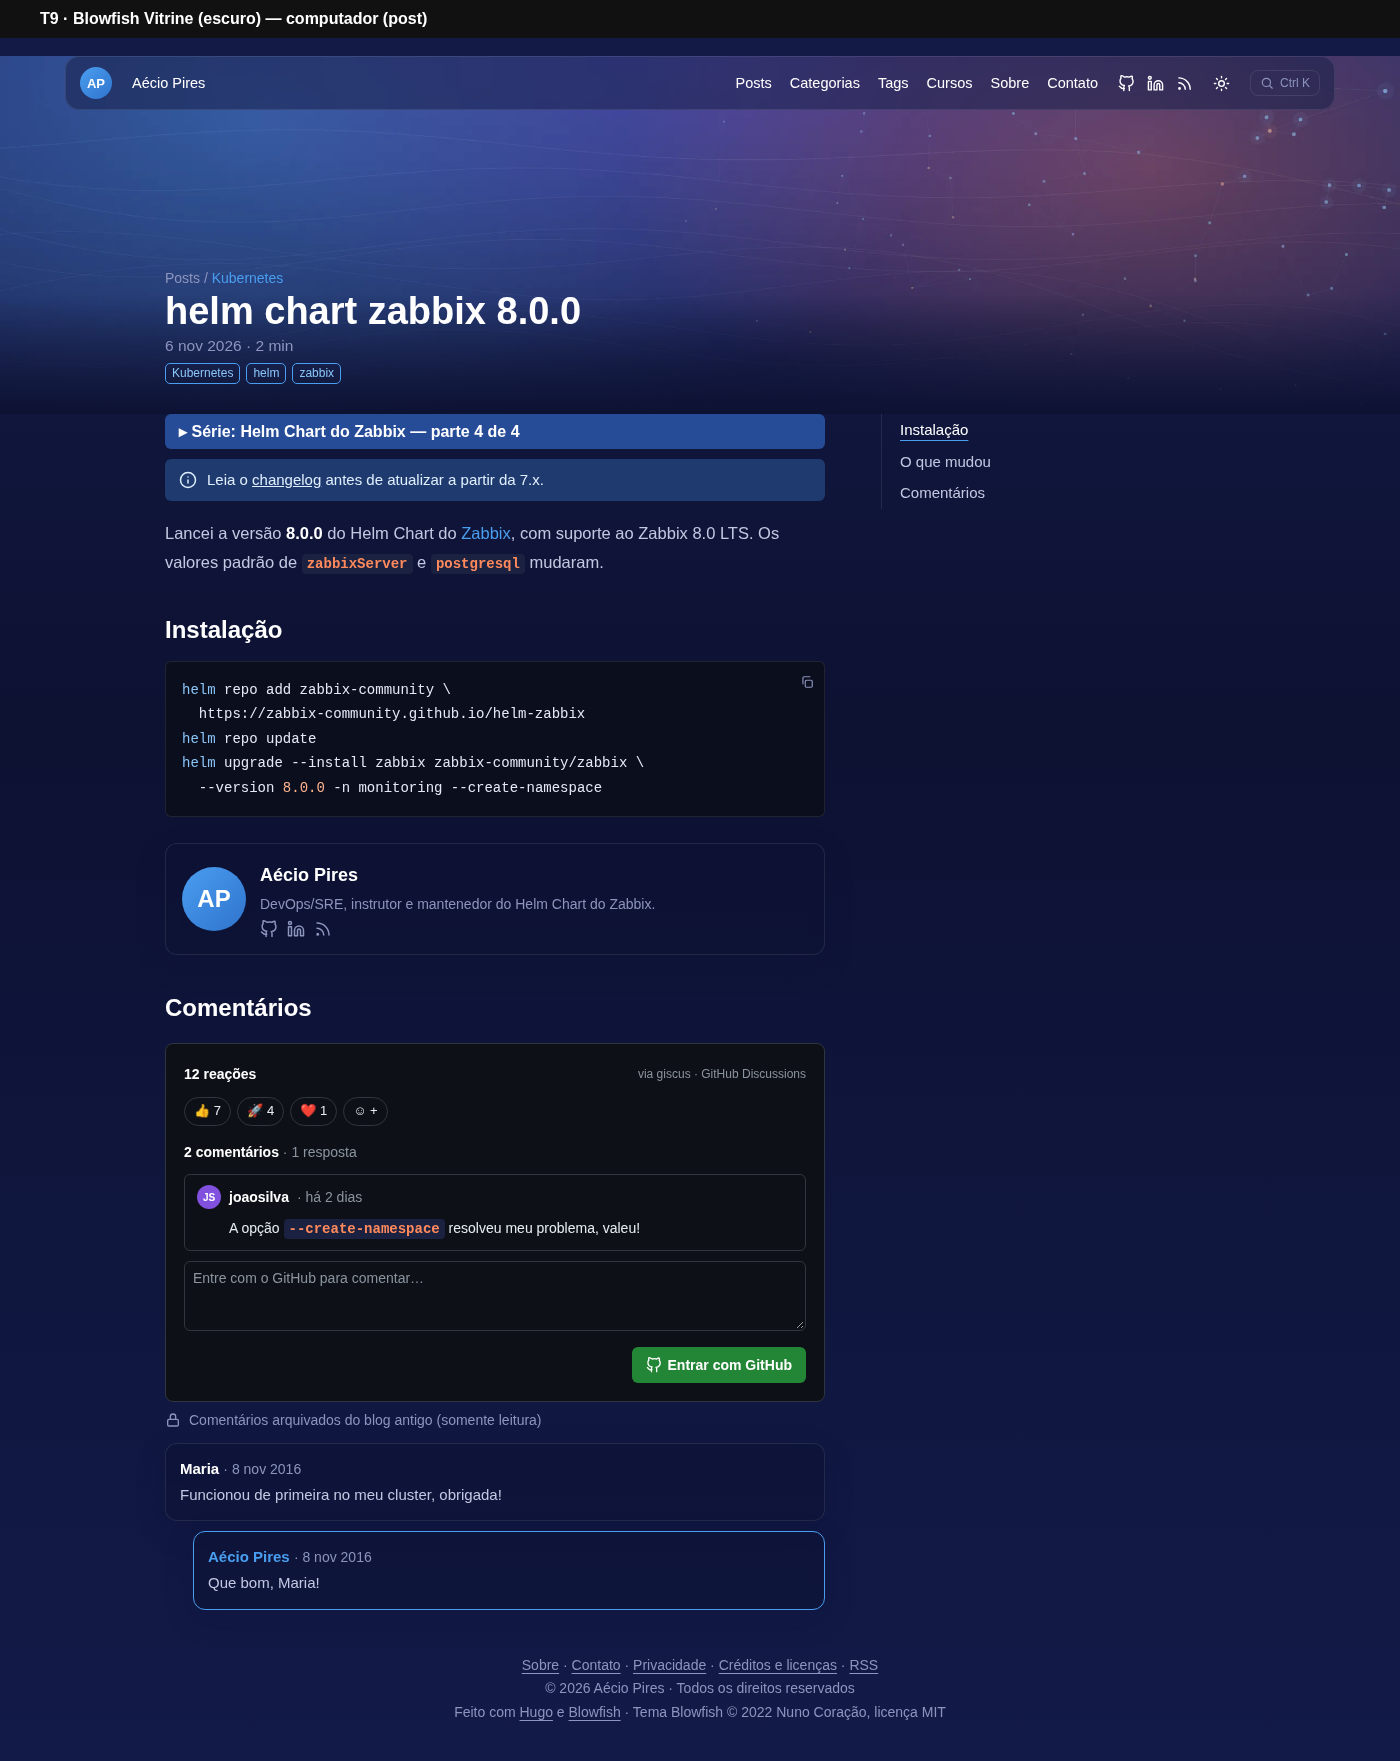 T9 · Blowfish Vitrine (escuro) — computador (post)
AP Aécio Pires Posts Categorias Tags Cursos Sobre Contato Ctrl K
Posts / Kubernetes
helm chart zabbix 8.0.0
6 nov 2026 · 2 min
Kubernetes helm zabbix
▸ Série: Helm Chart do Zabbix — parte 4 de 4
Leia o changelog antes de atualizar a partir da 7.x.
Instalação
O que mudou
Comentários
Lancei a versão 8.0.0 do Helm Chart do Zabbix, com suporte ao Zabbix 8.0 LTS. Os
valores padrão de zabbixServer e postgresql mudaram.
Instalação
helm repo add zabbix-community \
  https://zabbix-community.github.io/helm-zabbix
helm repo update
helm upgrade --install zabbix zabbix-community/zabbix \
  --version 8.0.0 -n monitoring --create-namespace
AP
Aécio Pires
DevOps/SRE, instrutor e mantenedor do Helm Chart do Zabbix.
Comentários
12 reações via giscus · GitHub Discussions
👍 7 🚀 4 ❤️ 1 ☺ +
2 comentários · 1 resposta
JS joaosilva · há 2 dias
A opção --create-namespace resolveu meu problema, valeu!
Entre com o GitHub para comentar…
Entrar com GitHub
Comentários arquivados do blog antigo (somente leitura)
Maria · 8 nov 2016
Funcionou de primeira no meu cluster, obrigada!
Aécio Pires · 8 nov 2016
Que bom, Maria!
Sobre · Contato · Privacidade · Créditos e licenças · RSS
© 2026 Aécio Pires · Todos os direitos reservados
Feito com Hugo e Blowfish · Tema Blowfish © 2022 Nuno Coração, licença MIT